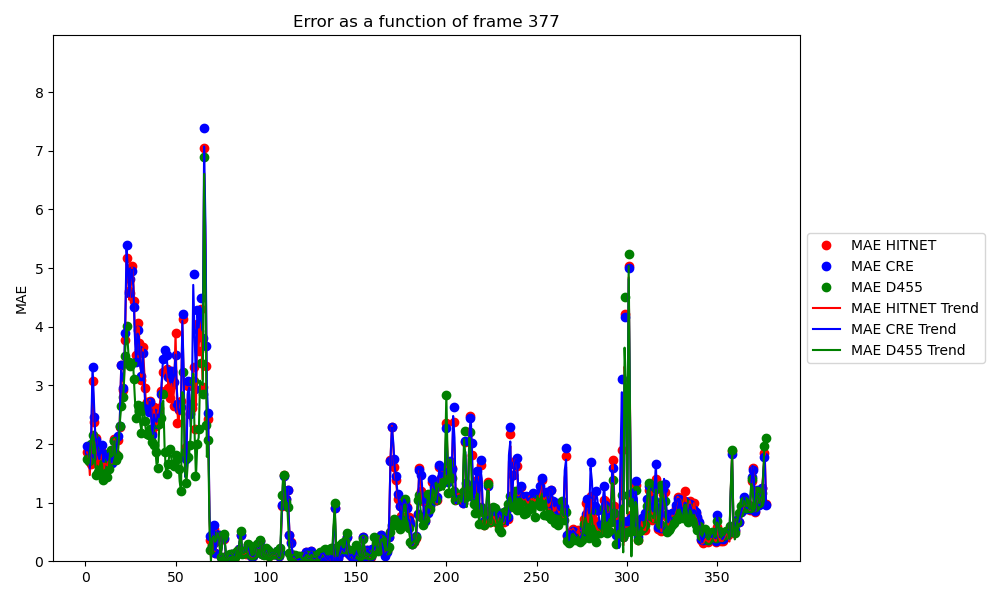 Error as a function of frame 377
MAE
8
7
6
5
4
3
2
1
0
0 50 100 150 200 250 300 350
MAE HITNET
MAE CRE
MAE D455
MAE HITNET Trend
MAE CRE Trend
MAE D455 Trend